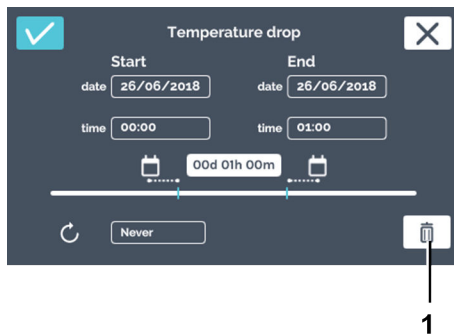 Temperature drop
Start End
date 26/06/2018 date 26/06/2018
time 00:00 time 01:00
00d 01h 00m
Never
1